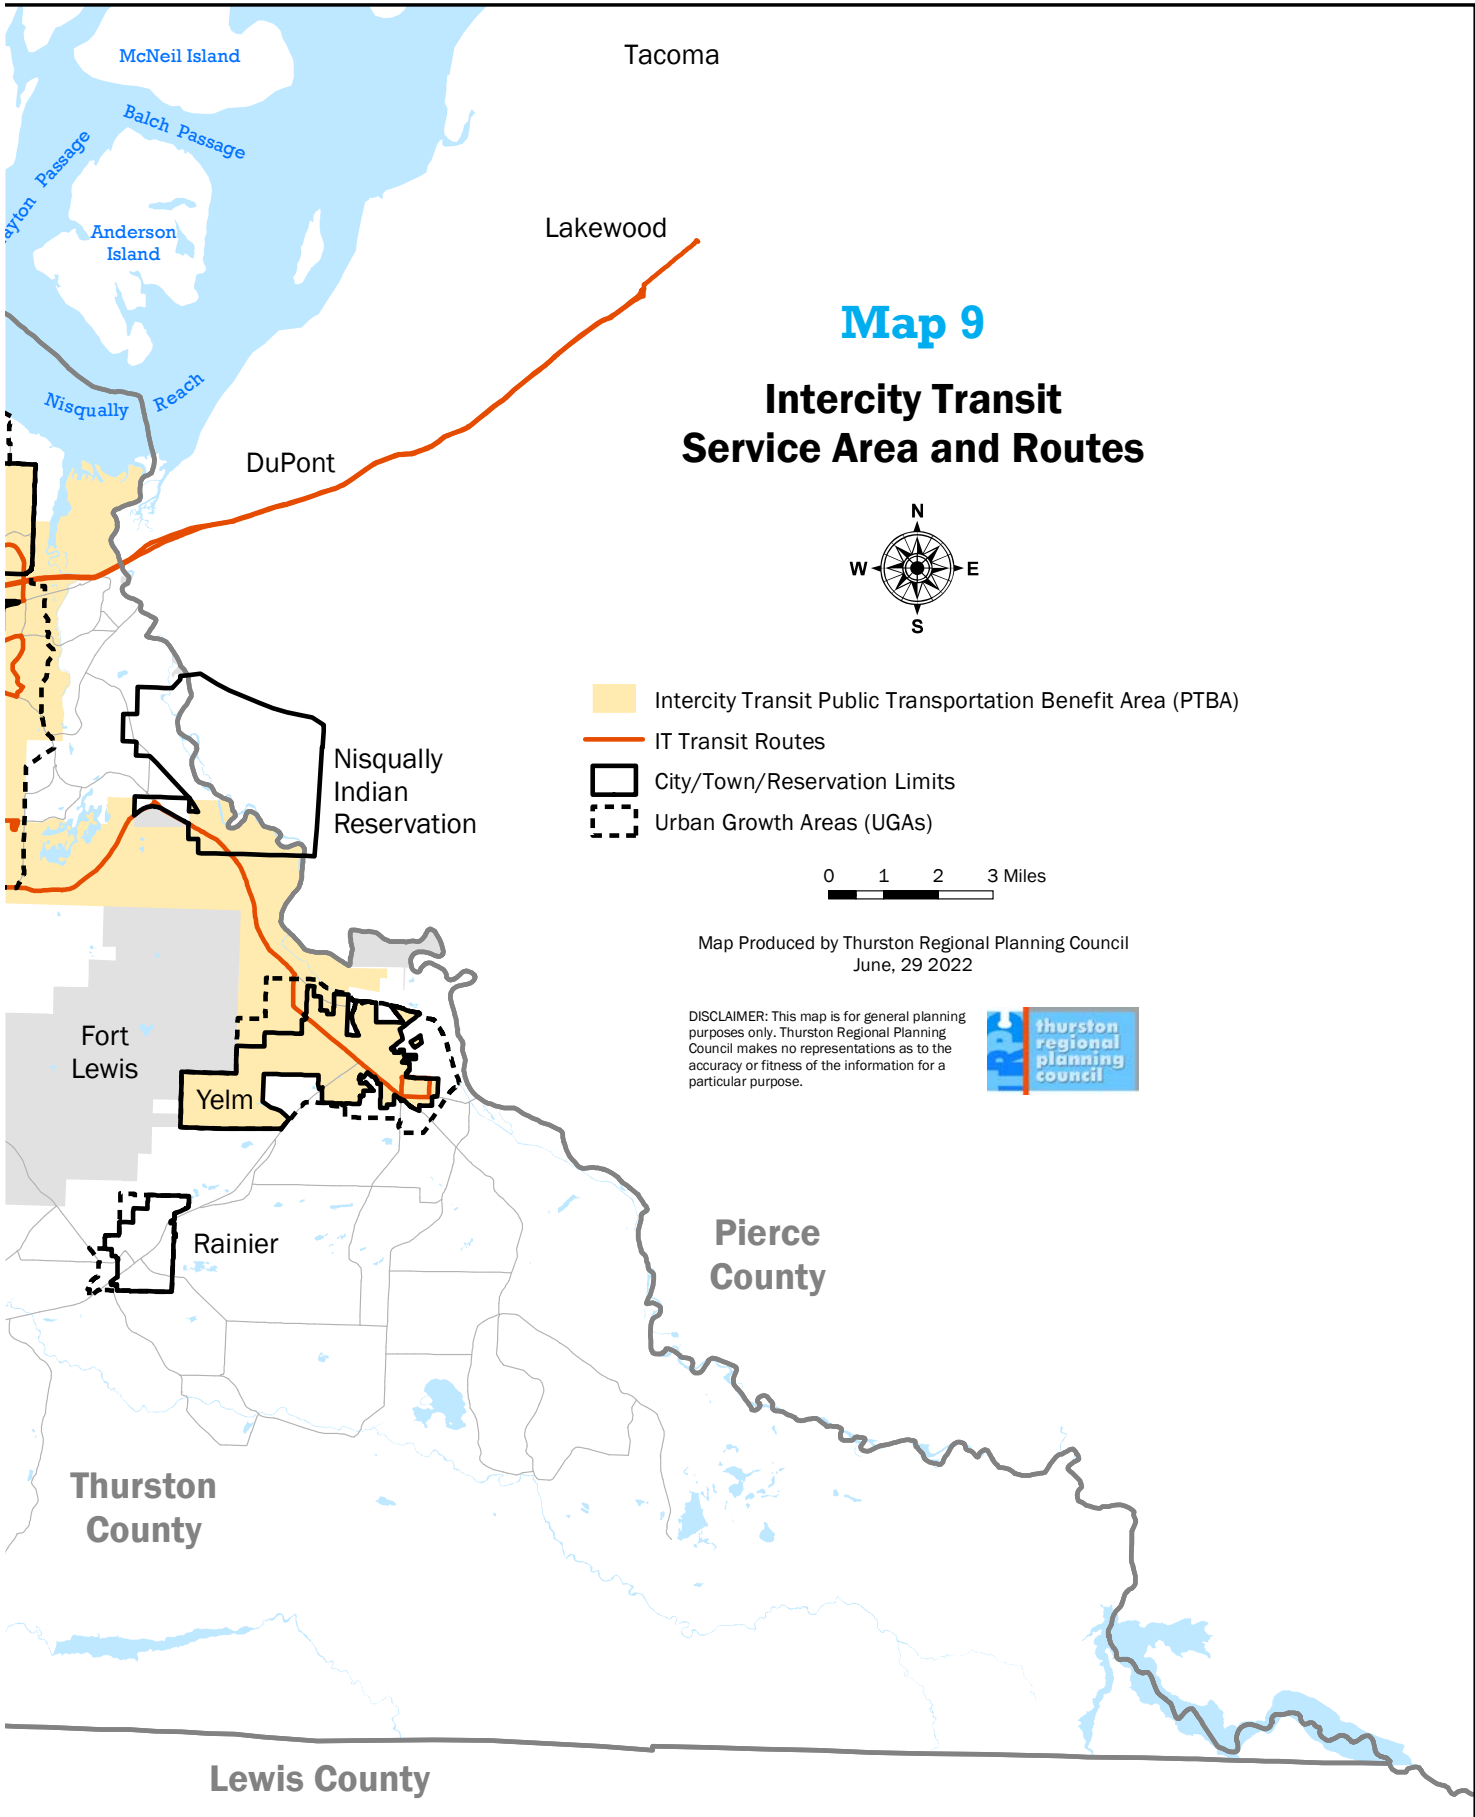 McNeil Island
Tacoma
Balch Passage
Passage
Anderson
Island
Lakewood
Map 9
Intercity Transit
Service Area and Routes
Nisqually Reach
DuPont
N
W
E
S
Intercity Transit Public Transportation Benefit Area (PTBA)
IT Transit Routes
City/Town/Reservation Limits
Urban Growth Areas (UGAs)
Nisqually
Indian
Reservation
0 1 2 3 Miles
Map Produced by Thurston Regional Planning Council
June, 29 2022
DISCLAIMER: This map is for general planning
purposes only. Thurston Regional Planning
Council makes no representations as to the
accuracy or fitness of the information for a
particular purpose.
TRPC
thurston
regional
planning
council
Fort
Lewis
Yelm
Rainier
Pierce
County
Thurston
County
Lewis County